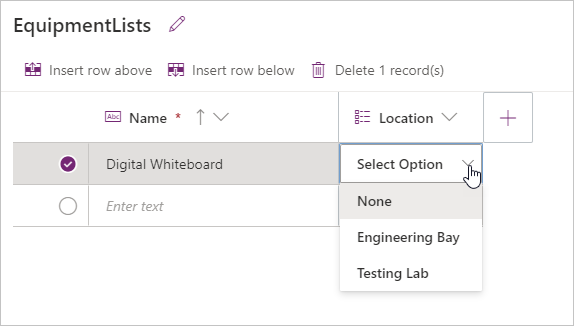 EquipmentLists
Insert row above Insert row below Delete 1 record(s)
Abc Name * Location
Digital Whiteboard Select Option
Enter text None
Engineering Bay
Testing Lab